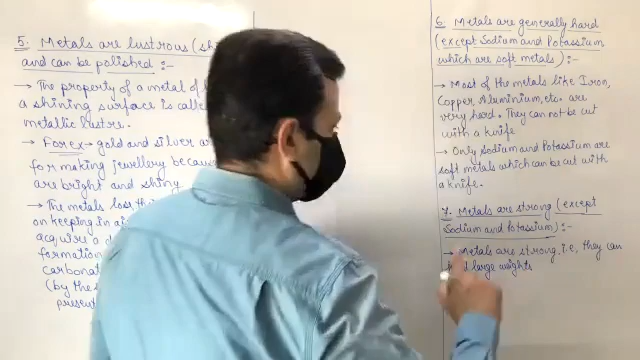 5. Metals are lustrous (sh
and can be polished :-
→ The property of a metal of
a shining surface is calle
metallic lustre.
→ Forex → gold and silver ar
for making jewellery because
are bright and shiny
→ The metals lose th
on keeping in ai
acquire a d
formation
carbona
(by the
presen
6. Metals are generally hard
(except Sodium and Potassium
which are soft metals) :-
→ Most of the metals like Iron,
Copper Aluminium, etc. are
very hard. They can not be cut
with a knife
→ Only Sodium and Potassium are
soft metals which can be cut with
a knife.
7. Metals are strong (except
Sodium and Potassium) :-
→ Metals are strong i.e, they can
large weights